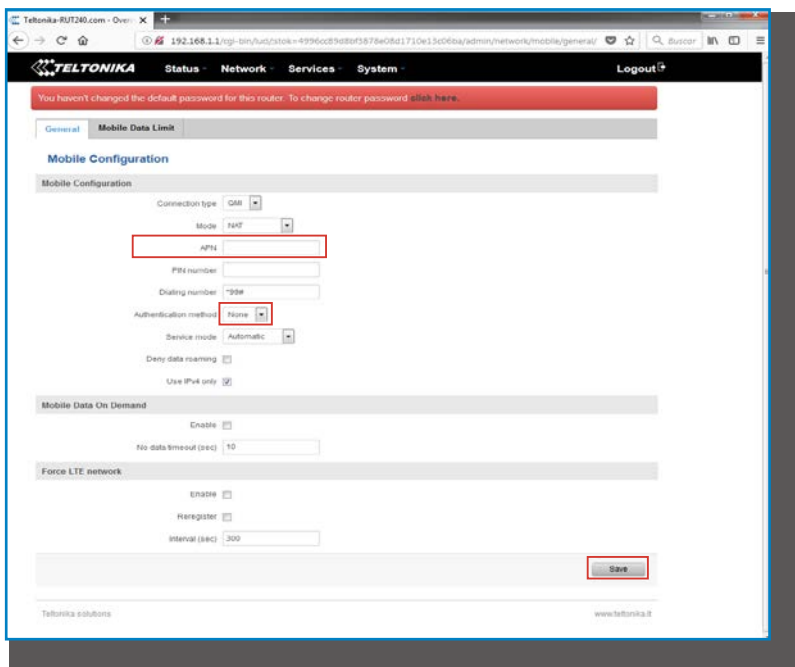 Teltonika-RUT240.com - Over
192.168.1.1/cgi-bin/luci/;stok=4996cc89d8bf3878e08d1710e13c06ba/admin/network/mobile/general/
Buscar
TELTONIKA Status Network Services System Logout
You haven't changed the default password for this router. To change router password click here.
General Mobile Data Limit
Mobile Configuration
Mobile Configuration
Connection type QMI
Mode NAT
APN
PIN number
Dialing number *99#
Authentication method None
Service mode Automatic
Deny data roaming
Use IPv4 only
Mobile Data On Demand
Enable
No data timeout (sec) 10
Force LTE network
Enable
Reregister
Interval (sec) 300
Save
Teltonika solutions www.teltonika.lt